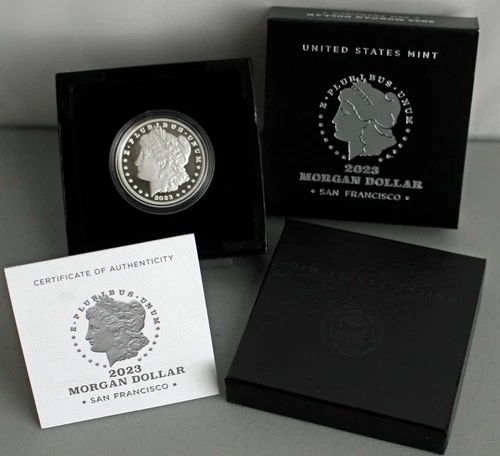 UNITED STATES MINT
E·PLURIBUS·UNUM
2023
MORGAN DOLLAR
• SAN FRANCISCO •
E·PLURIBUS·UNUM
2023
CERTIFICATE OF AUTHENTICITY
E·PLURIBUS·UNUM
2023
MORGAN DOLLAR
• SAN FRANCISCO •